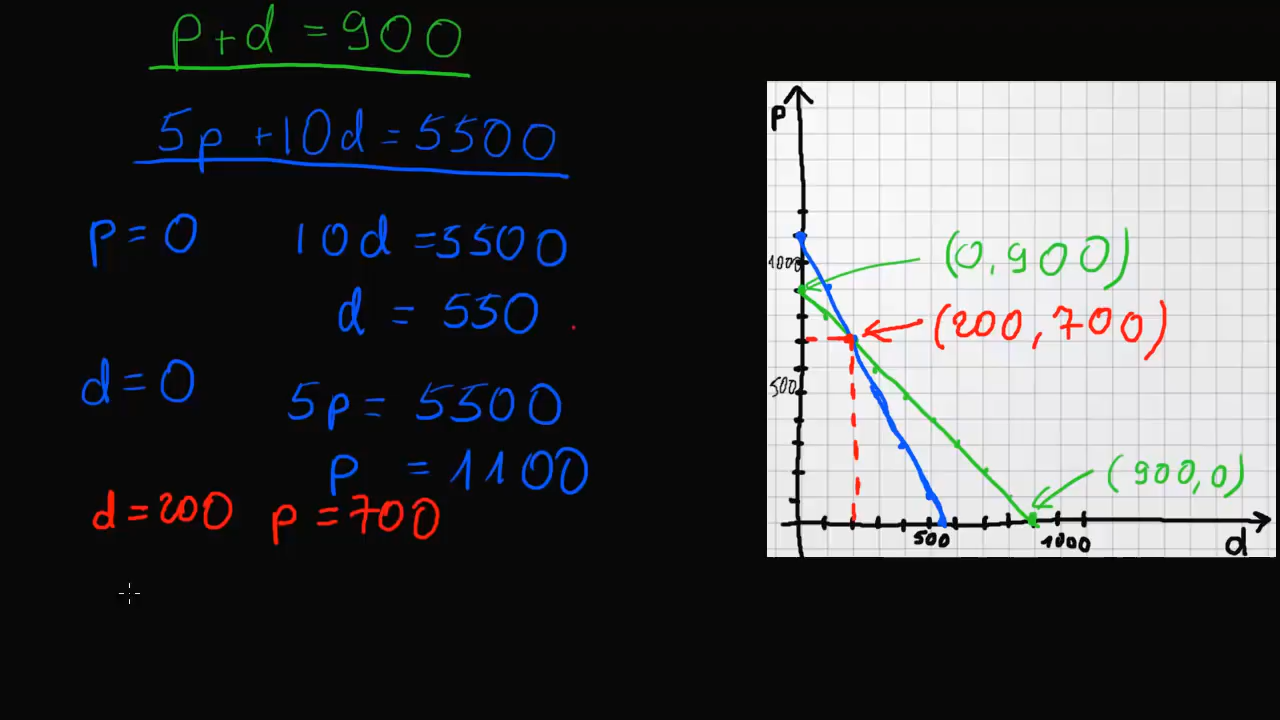 p+d=900
5p+10d=5500
p=0 10d=5500
d=550
d=0 5p=5500
p=1100
d=200 p=700
P
1000
(0,900)
(200,700)
500
(900,0)
500 1000 d